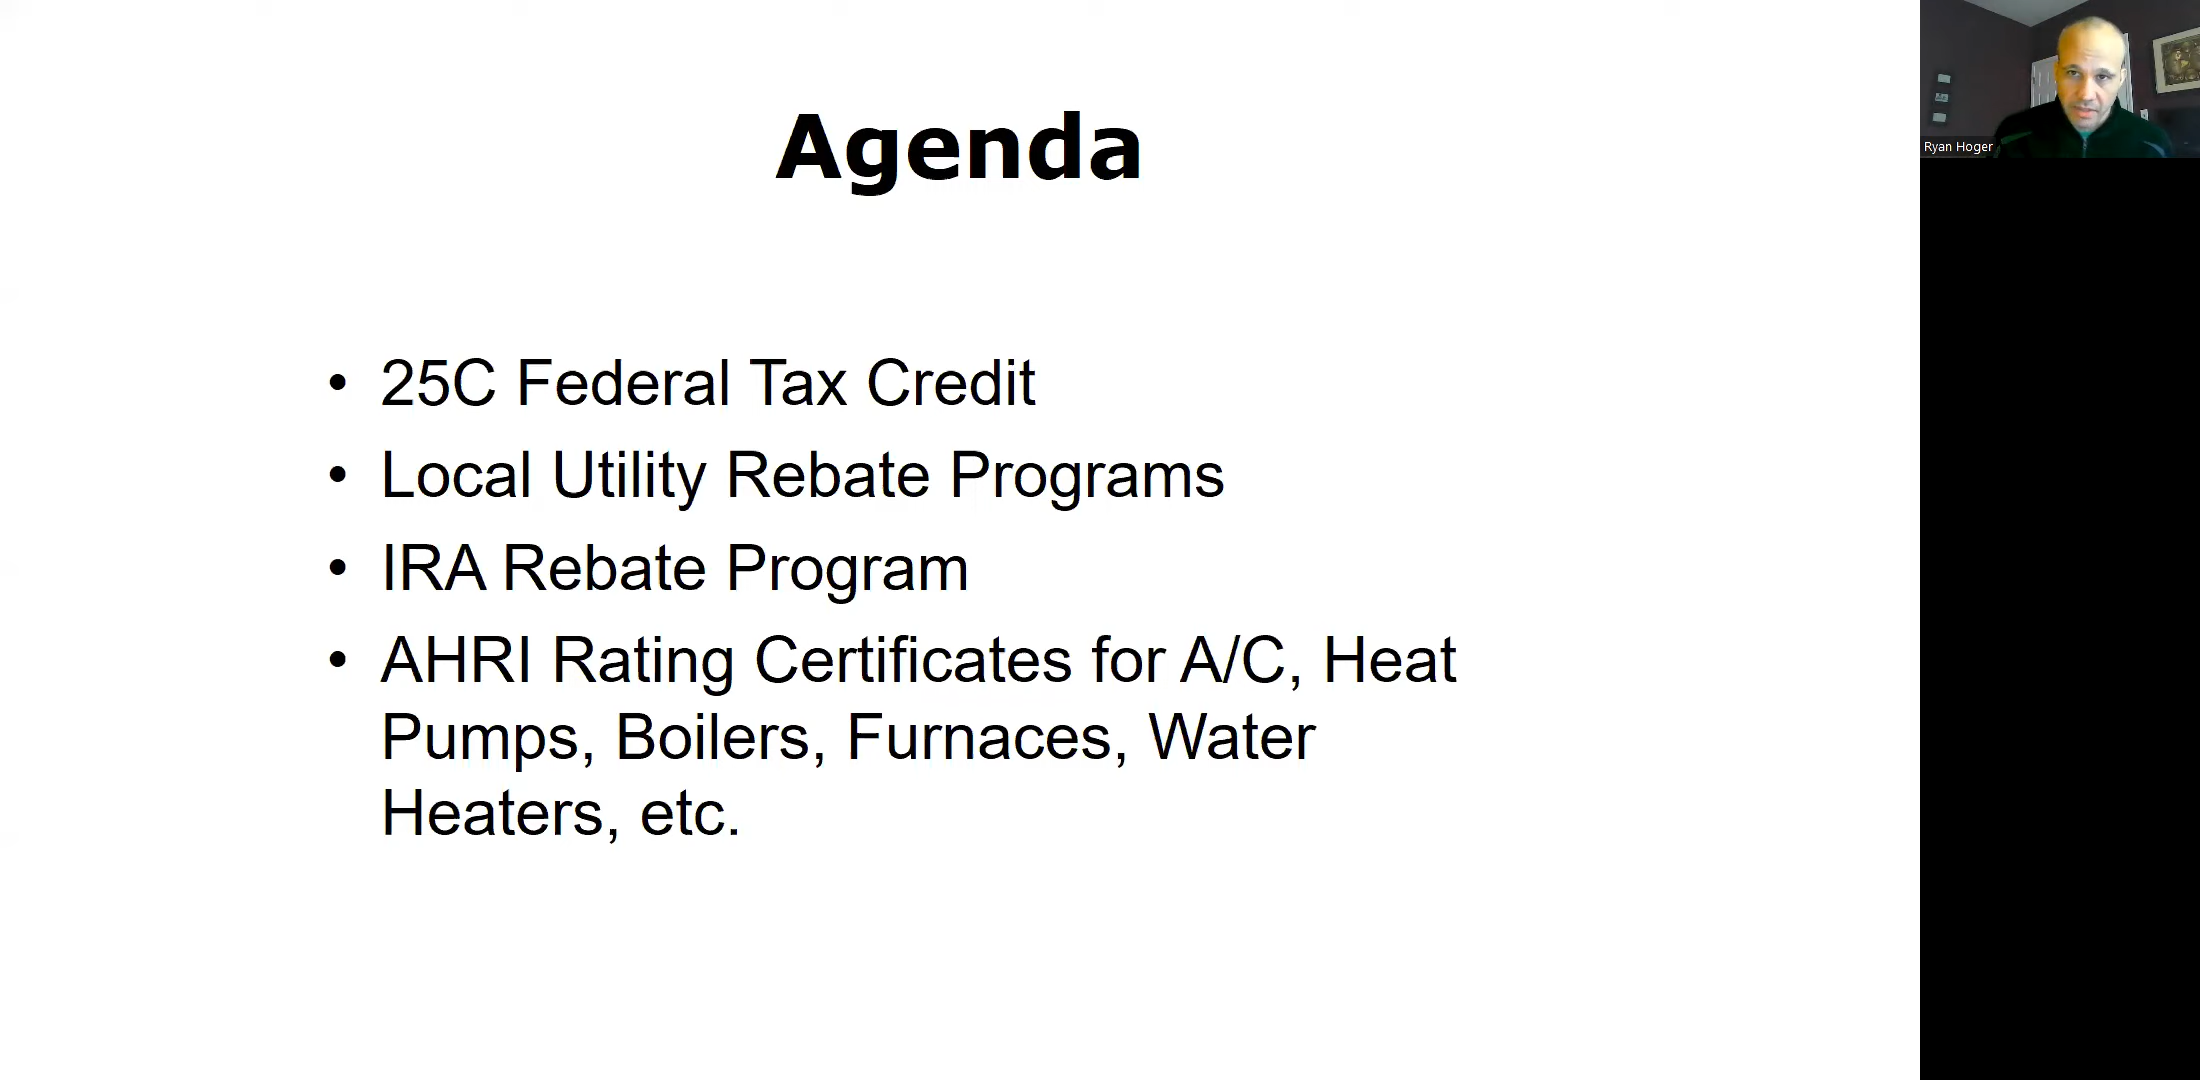 Agenda
• 25C Federal Tax Credit
• Local Utility Rebate Programs
• IRA Rebate Program
• AHRI Rating Certificates for A/C, Heat
Pumps, Boilers, Furnaces, Water
Heaters, etc.
Ryan Hoger